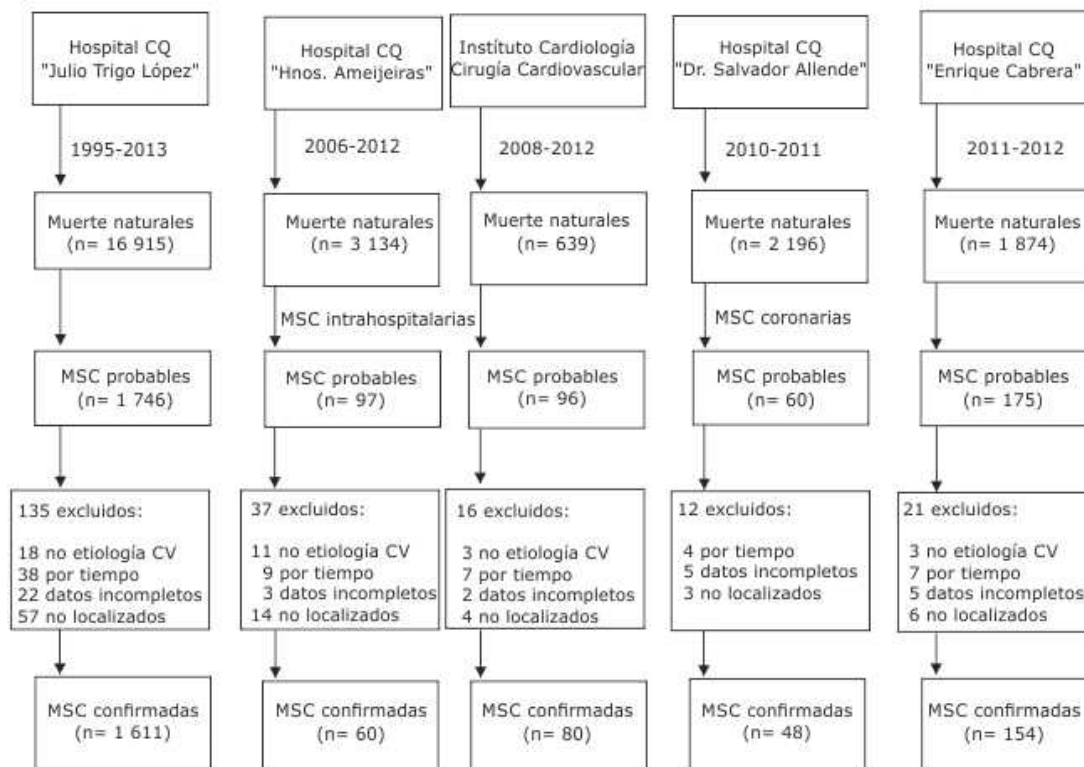 Hospital CQ
"Julio Trigo López"
1995-2013
Muerte naturales
(n= 16 915)
MSC probables
(n= 1 746)
135 excluidos:
18 no etiología CV
38 por tiempo
22 datos incompletos
57 no localizados
MSC confirmadas
(n= 1 611)
Hospital CQ
"Hnos. Ameijeiras"
2006-2012
Muerte naturales
(n= 3 134)
MSC intrahospitalarias
MSC probables
(n= 97)
37 excluidos:
11 no etiología CV
9 por tiempo
3 datos incompletos
14 no localizados
MSC confirmadas
(n= 60)
Instítuto Cardiología
Cirugía Cardiovascular
2008-2012
Muerte naturales
(n= 639)
MSC probables
(n= 96)
16 excluidos:
3 no etiología CV
7 por tiempo
2 datos incompletos
4 no localizados
MSC confirmadas
(n= 80)
Hospital CQ
"Dr. Salvador Allende"
2010-2011
Muerte naturales
(n= 2 196)
MSC coronarias
MSC probables
(n= 60)
12 excluidos:
4 por tiempo
5 datos incompletos
3 no localizados
MSC confirmadas
(n= 48)
Hospital CQ
"Enrique Cabrera"
2011-2012
Muerte naturales
(n= 1 874)
MSC probables
(n= 175)
21 excluidos:
3 no etiología CV
7 por tiempo
5 datos incompletos
6 no localizados
MSC confirmadas
(n= 154)